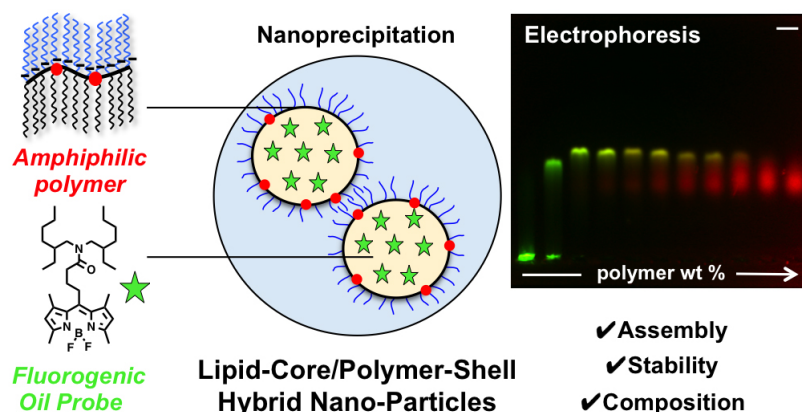 Nanoprecipitation
Electrophoresis
Amphiphilic
polymer
N
O
N
N
B
F
F
Fluorogenic
Oil Probe
polymer wt %
Lipid-Core/Polymer-Shell
Hybrid Nano-Particles
✔Assembly
✔Stability
✔Composition